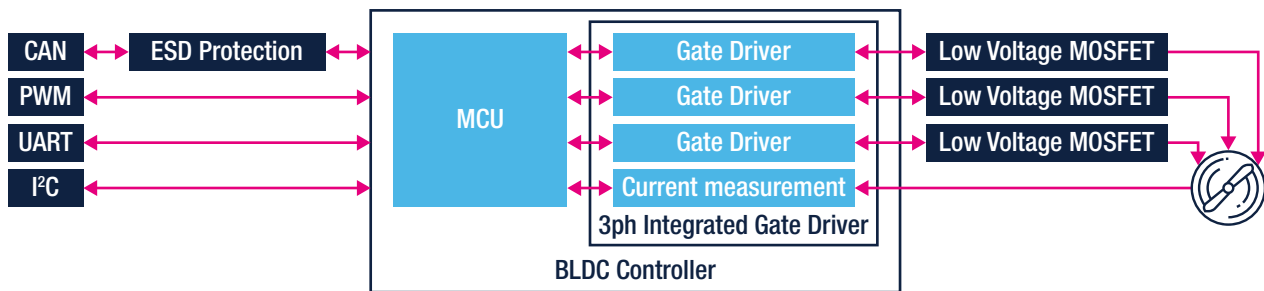 CAN
ESD Protection
PWM
UART
I²C
MCU
Gate Driver
Gate Driver
Gate Driver
Current measurement
3ph Integrated Gate Driver
BLDC Controller
Low Voltage MOSFET
Low Voltage MOSFET
Low Voltage MOSFET